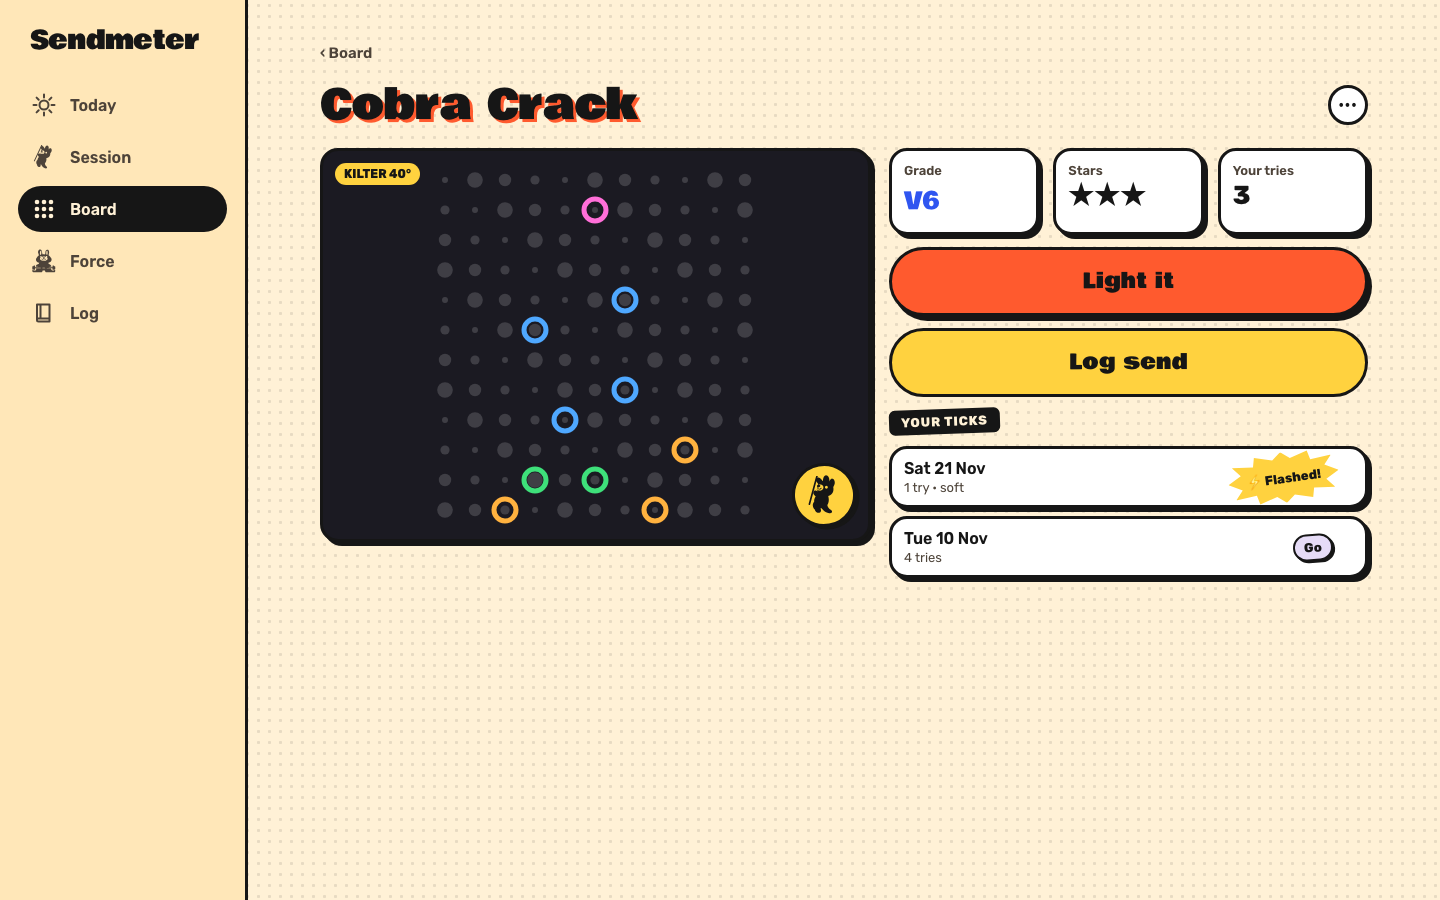 Sendmeter
Today
Session
Board
Force
Log
‹ Board
Cobra Crack
KILTER 40°
Grade
V6
Stars
★★★
Your tries
3
Light it
Log send
YOUR TICKS
Sat 21 Nov
1 try • soft
⚡ Flashed!
Tue 10 Nov
4 tries
Go